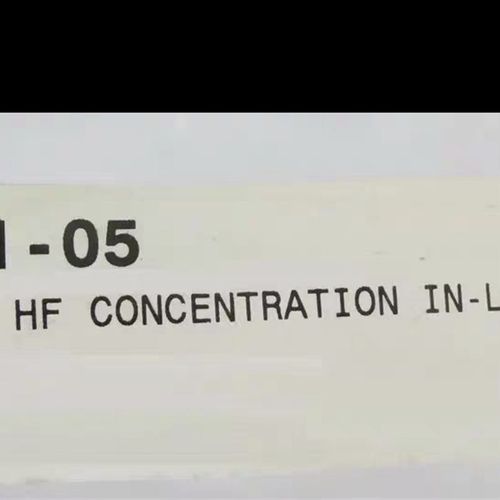 -05
HF CONCENTRATION IN-L